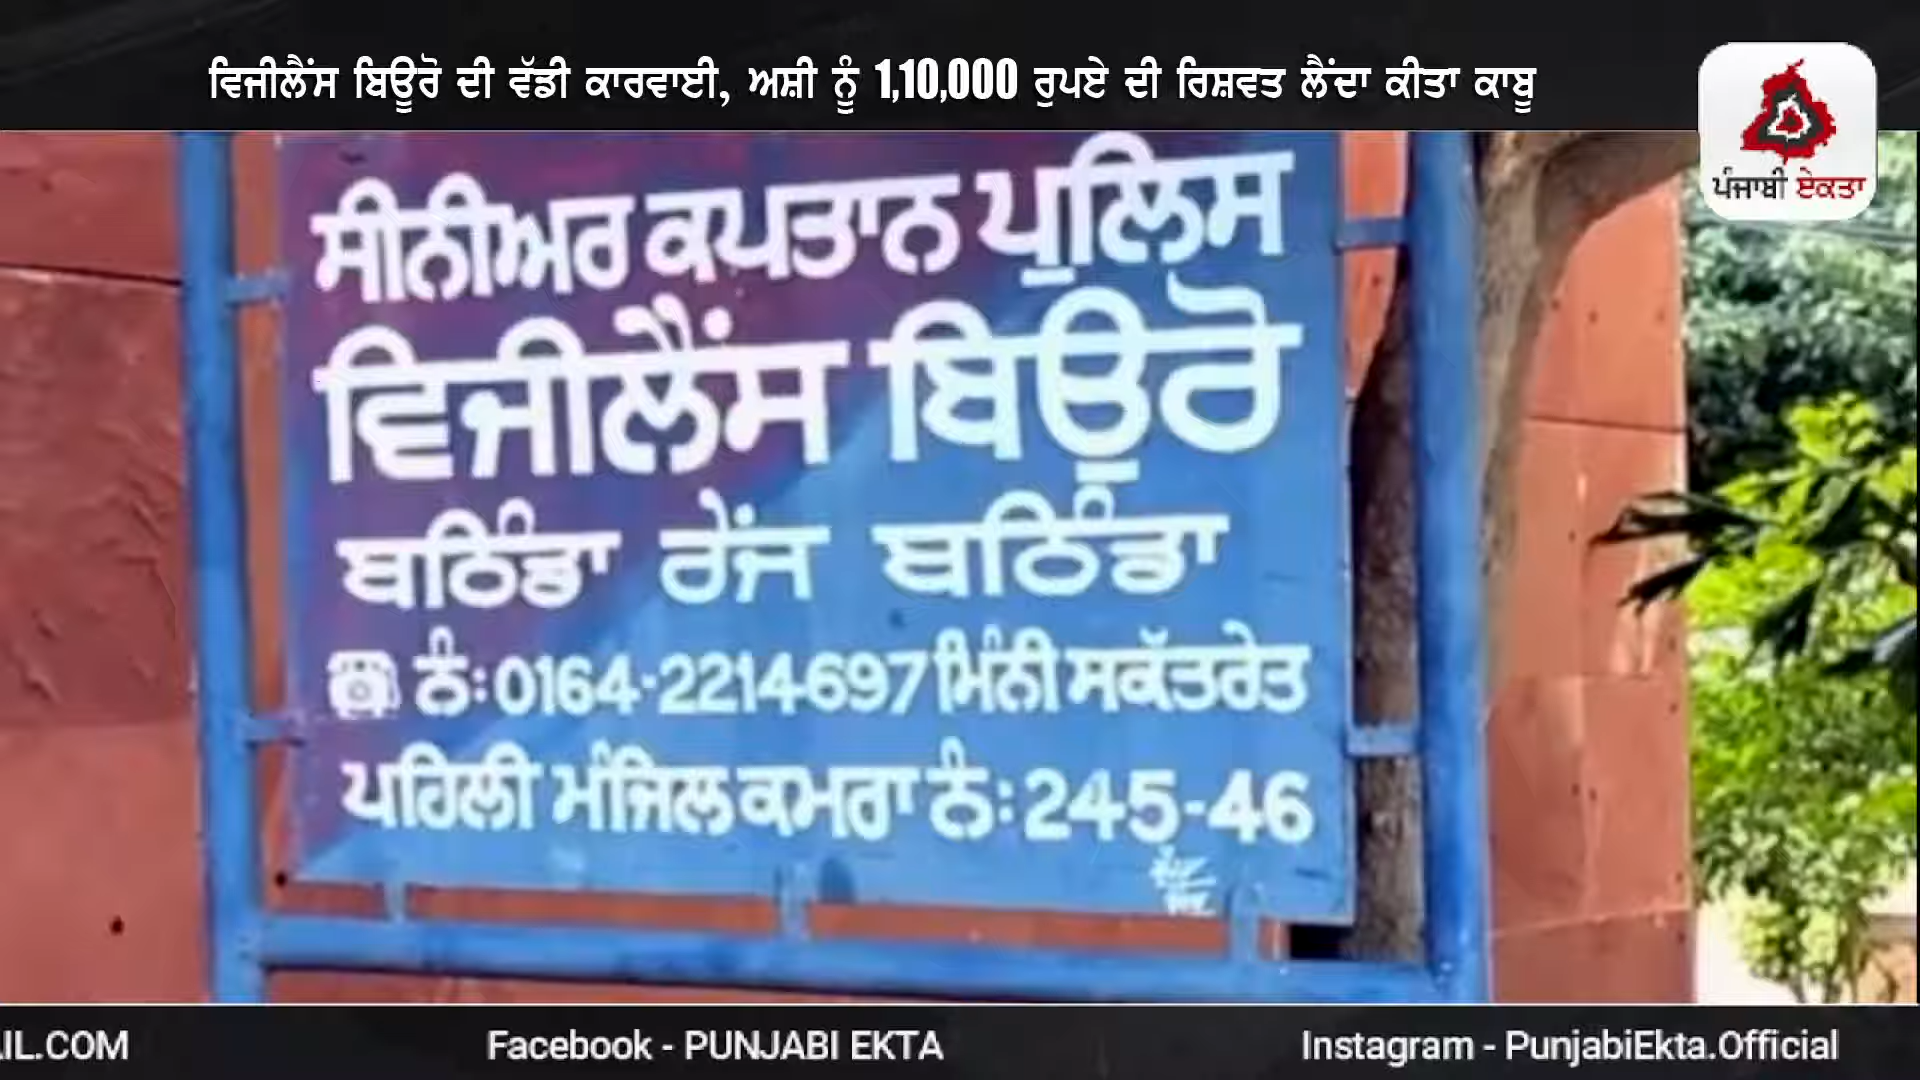 ਵਿਜੀਲੈਂਸ ਬਿਊਰੋ ਦੀ ਵੱਡੀ ਕਾਰਵਾਈ, ਅਸ਼ੀ ਨੂੰ 1,10,000 ਰੁਪਏ ਦੀ ਰਿਸ਼ਵਤ ਲੈਂਦਾ ਕੀਤਾ ਕਾਬੂ
ਪੰਜਾਬੀ ਏਕਤਾ
ਸੀਨੀਅਰ ਕਪਤਾਨ ਪੁਲਿਸ
ਵਿਜੀਲੈਂਸ ਬਿਊਰੋ
ਬਠਿੰਡਾ ਰੇਂਜ ਬਠਿੰਡਾ
☎ ਨੰ:0164-2214697 ਮਿੰਨੀ ਸਕੱਤਰੇਤ
ਪਹਿਲੀ ਮੰਜਿਲ ਕਮਰਾ ਨੰ:245-46
IL.COM Facebook - PUNJABI EKTA Instagram - PunjabiEkta.Official